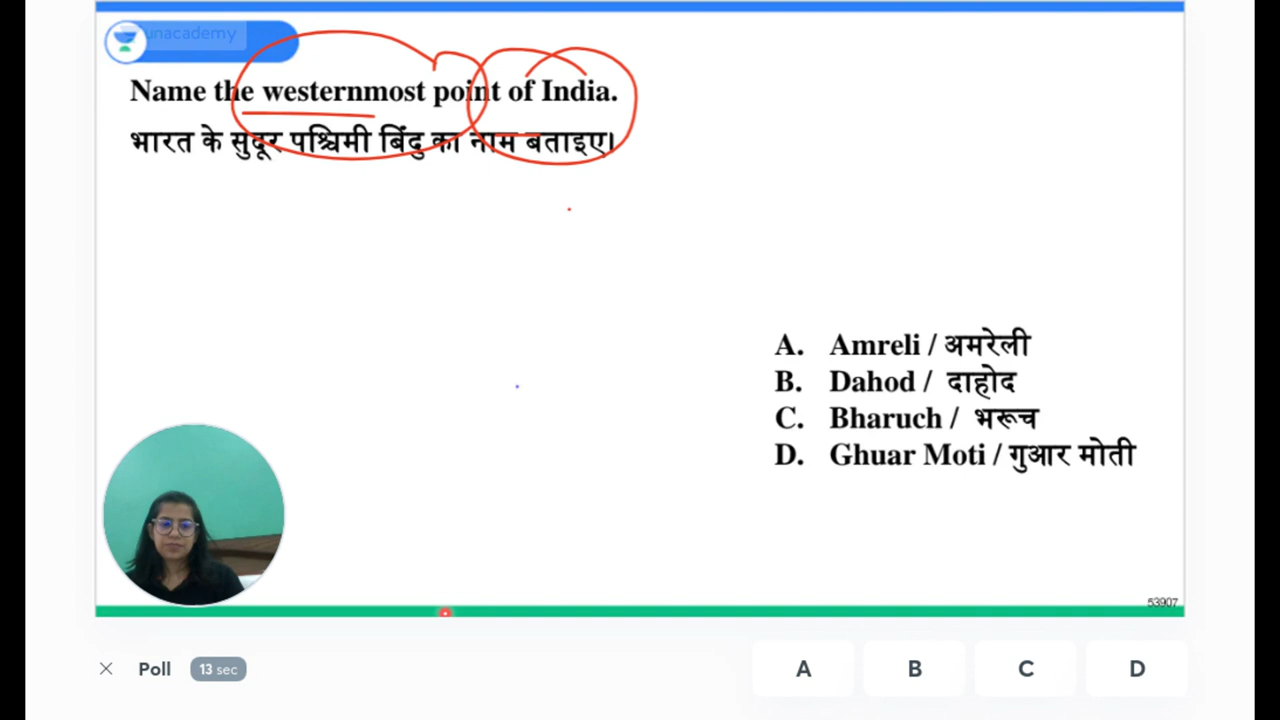 unacademy
Name the westernmost point of India.
भारत के सुदूर पश्चिमी बिंदु का नाम बताइए।
A. Amreli / अमरेली
B. Dahod / दाहोद
C. Bharuch / भरूच
D. Ghuar Moti / गुआर मोती
53907
Poll 13 sec A B C D